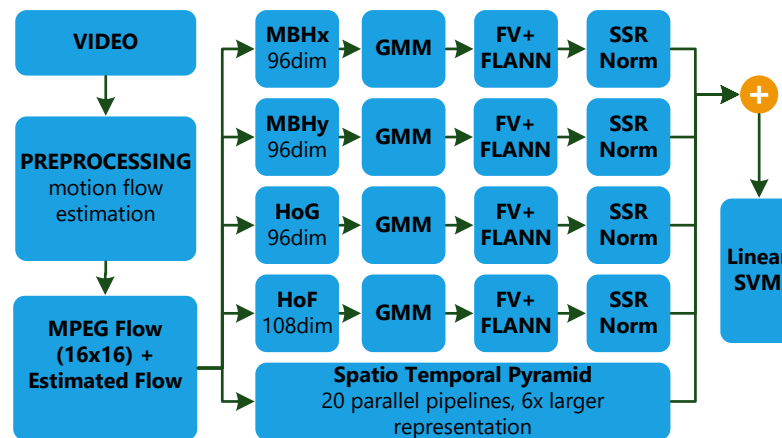 VIDEO
PREPROCESSING
motion flow
estimation
MPEG Flow
(16x16) +
Estimated Flow
MBHx
96dim
GMM
FV+
FLANN
SSR
Norm
MBHy
96dim
GMM
FV+
FLANN
SSR
Norm
HoG
96dim
GMM
FV+
FLANN
SSR
Norm
HoF
108dim
GMM
FV+
FLANN
SSR
Norm
Spatio Temporal Pyramid
20 parallel pipelines, 6x larger
representation
+
Linear
SVM